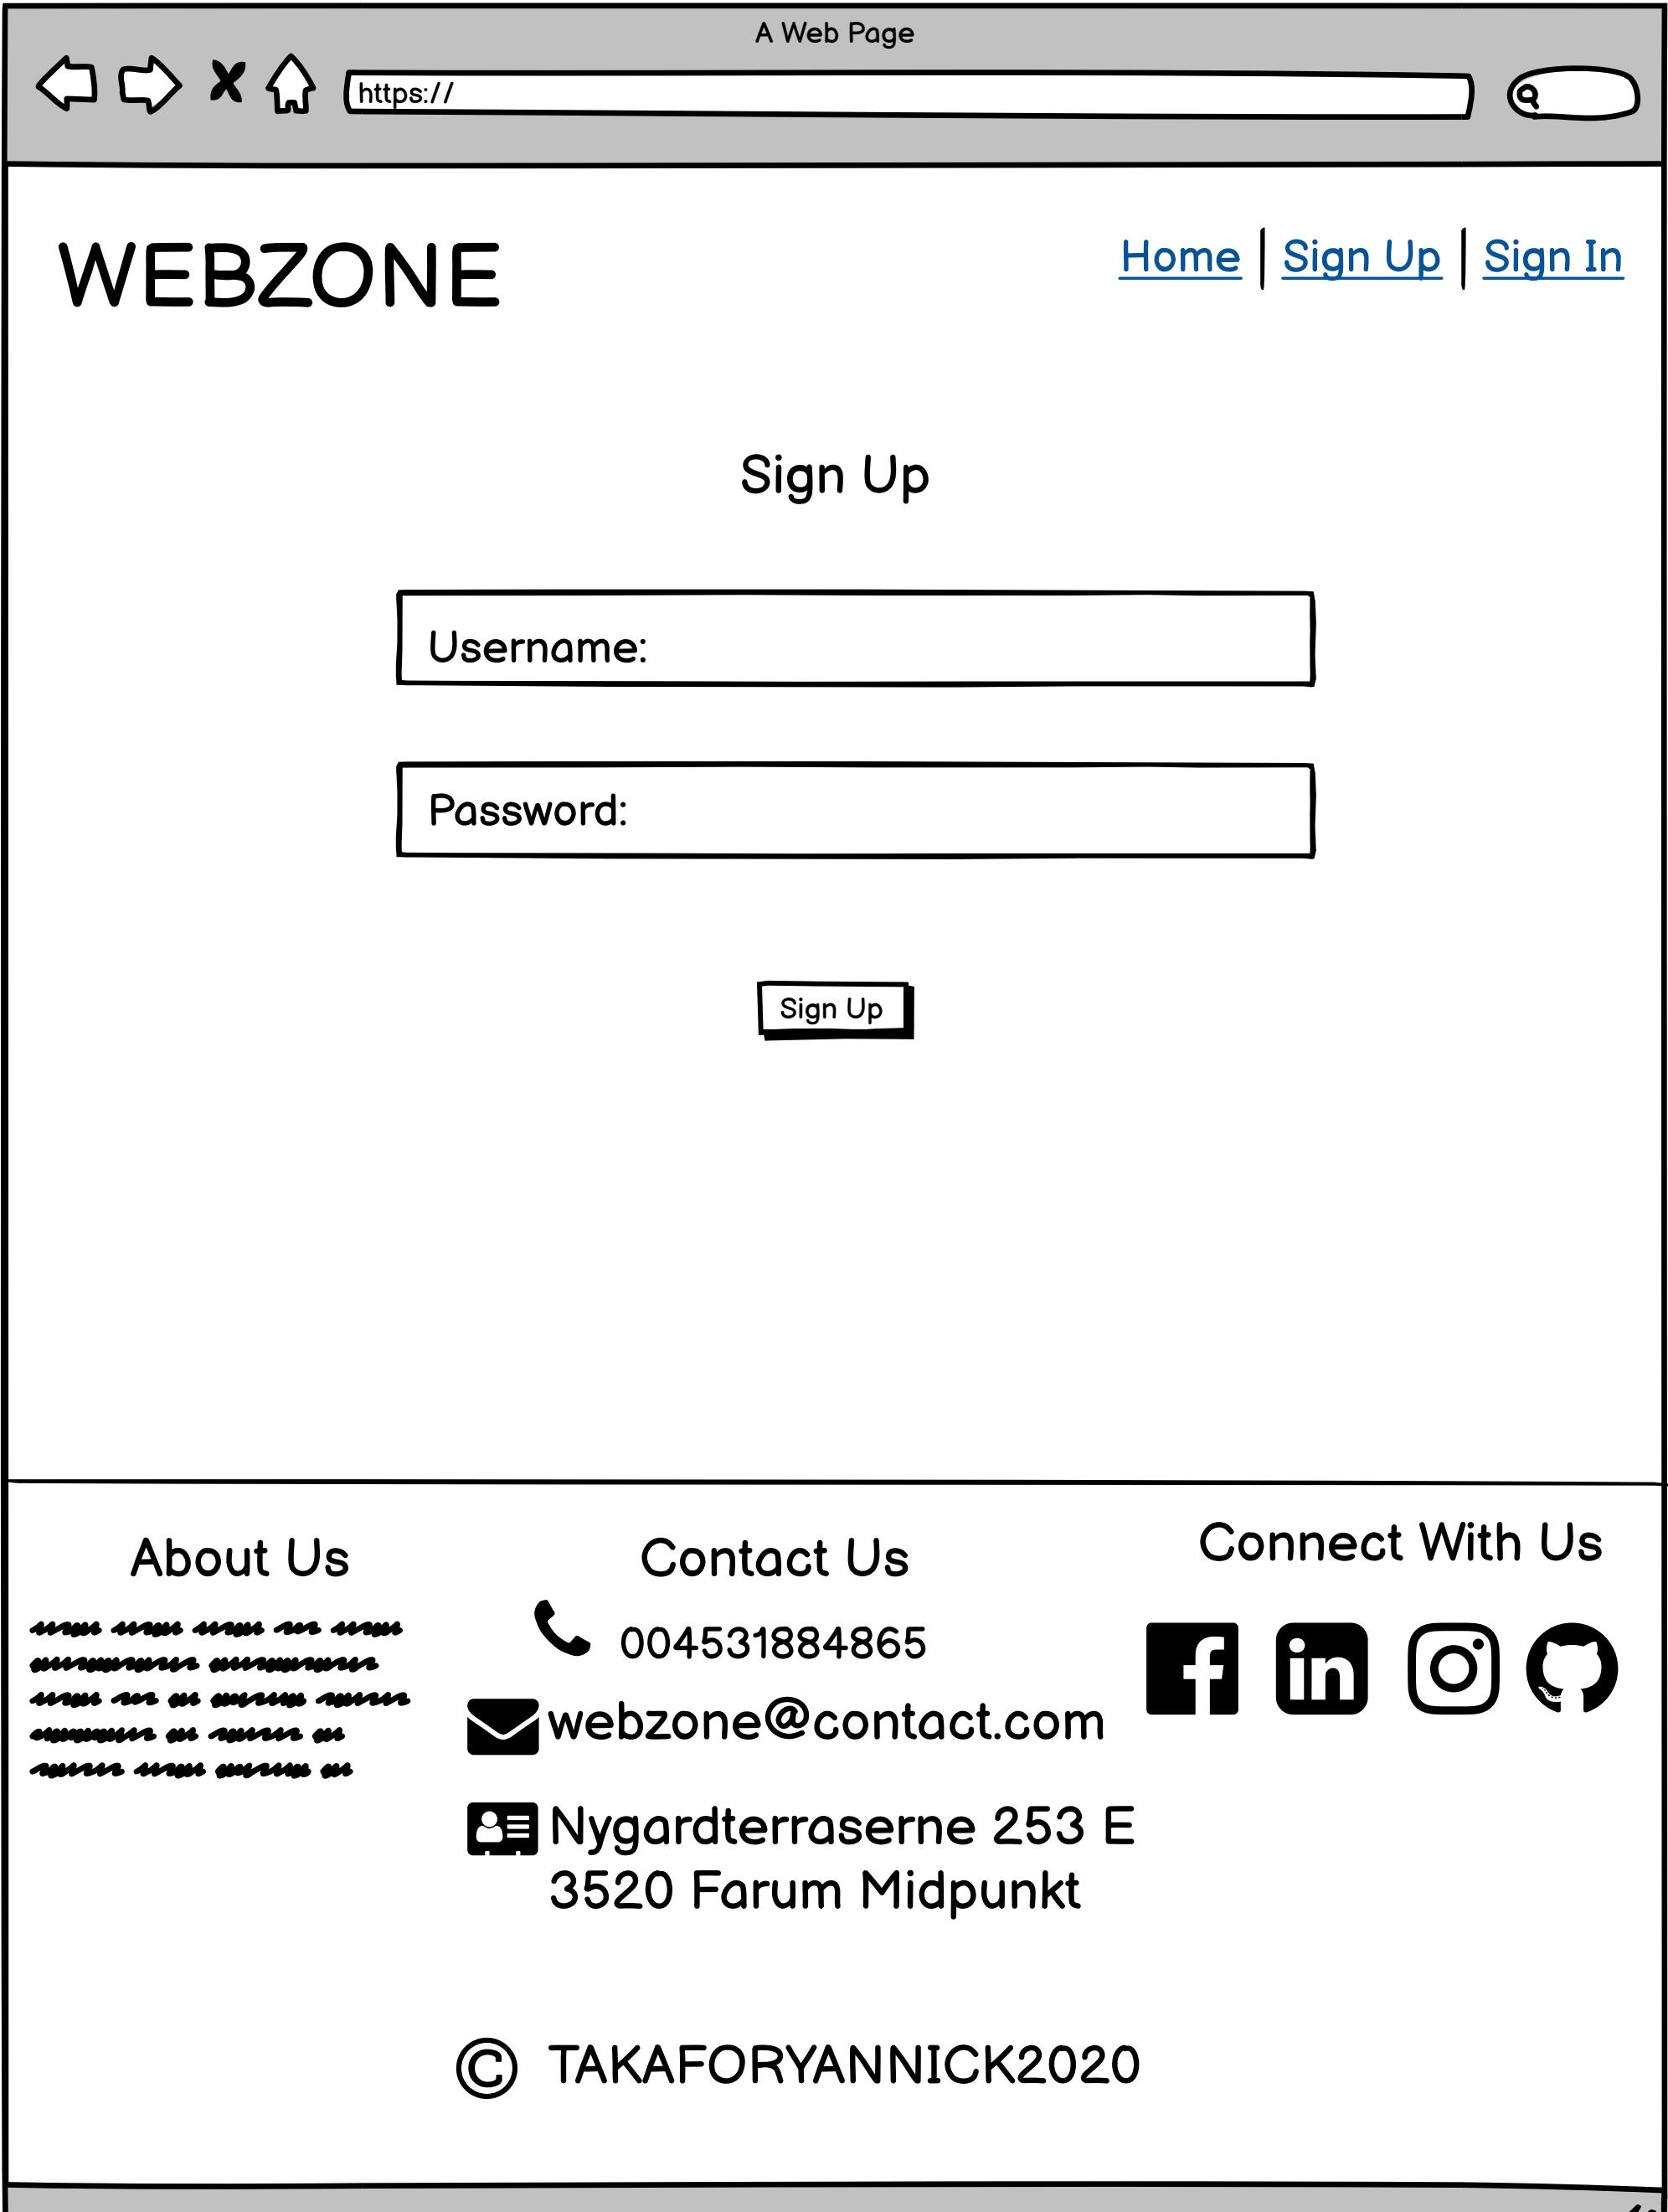 A Web Page
https://
WEBZONE
Home | Sign Up | Sign In
Sign Up
Username:
Password:
Sign Up
About Us
Contact Us
Connect With Us
004531884865
webzone@contact.com
Nygardterraserne 253 E
3520 Farum Midpunkt
© TAKAFORYANNICK2020